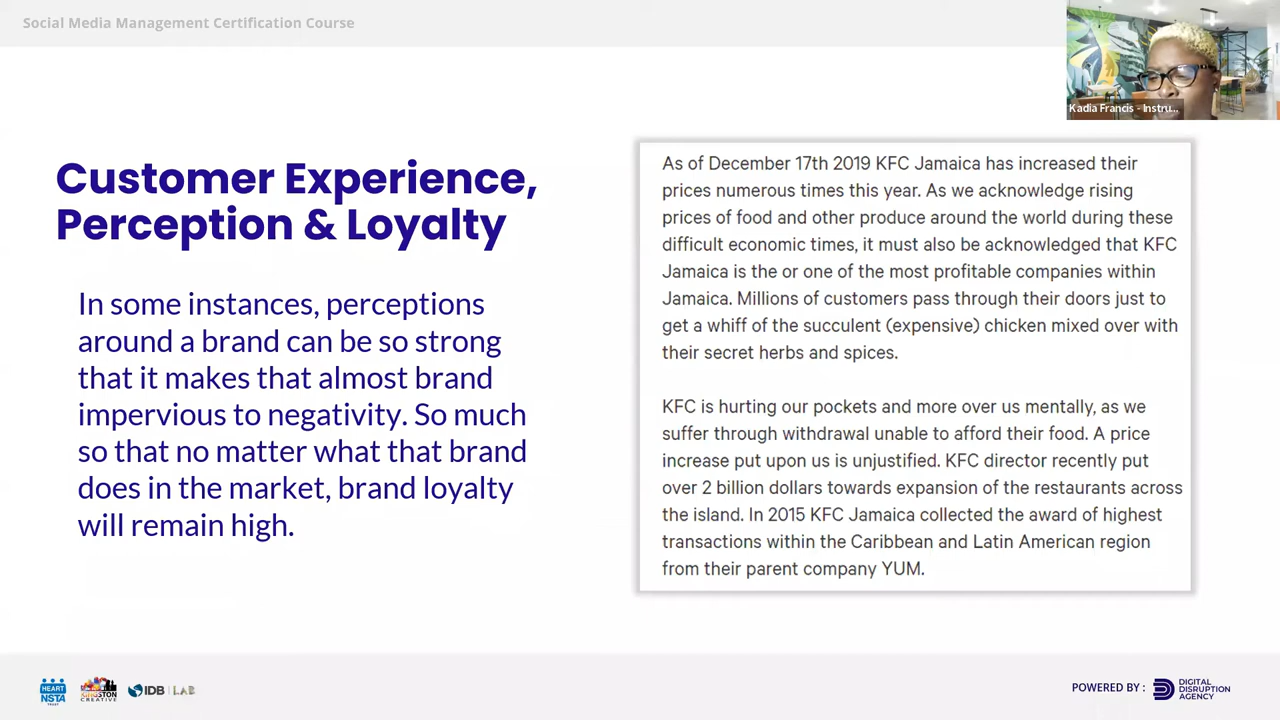 Social Media Management Certification Course
Kadia Francis - Instru...
Customer Experience,
Perception & Loyalty
In some instances, perceptions
around a brand can be so strong
that it makes that almost brand
impervious to negativity. So much
so that no matter what that brand
does in the market, brand loyalty
will remain high.
As of December 17th 2019 KFC Jamaica has increased their
prices numerous times this year. As we acknowledge rising
prices of food and other produce around the world during these
difficult economic times, it must also be acknowledged that KFC
Jamaica is the or one of the most profitable companies within
Jamaica. Millions of customers pass through their doors just to
get a whiff of the succulent (expensive) chicken mixed over with
their secret herbs and spices.
KFC is hurting our pockets and more over us mentally, as we
suffer through withdrawal unable to afford their food. A price
increase put upon us is unjustified. KFC director recently put
over 2 billion dollars towards expansion of the restaurants across
the island. In 2015 KFC Jamaica collected the award of highest
transactions within the Caribbean and Latin American region
from their parent company YUM.
HEART
NSTA
TRUST
KINGSTON
CREATIVE
IDB | LAB
POWERED BY :
DIGITAL
DISRUPTION
AGENCY